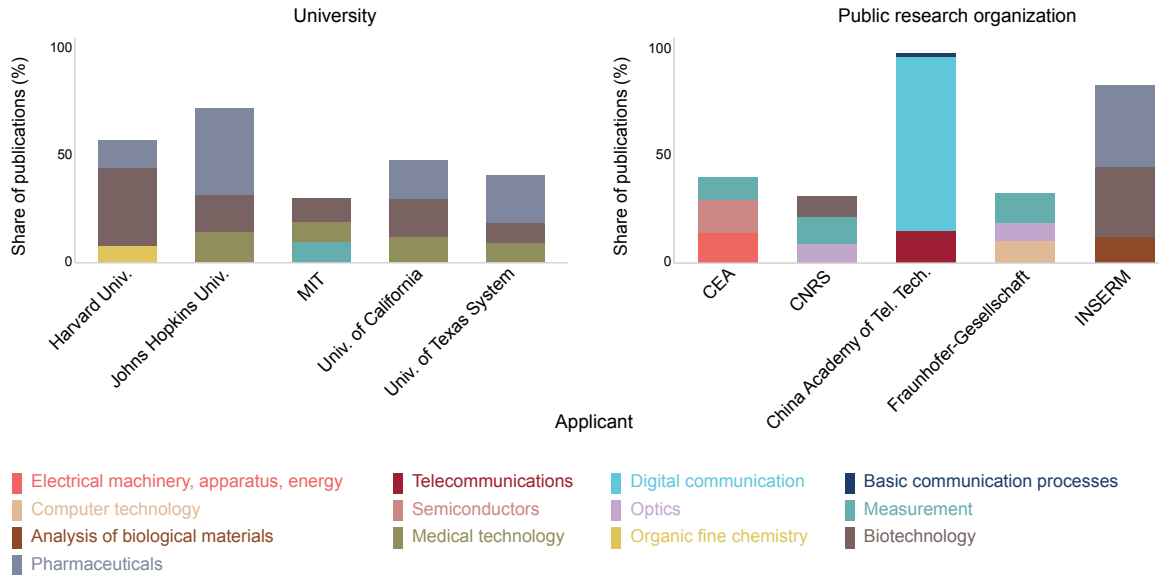 University
Public research organization
Share of publications (%)
100
50
0
Harvard Univ.
Johns Hopkins Univ.
MIT
Univ. of California
Univ. of Texas System
Share of publications (%)
100
50
0
CEA
CNRS
China Academy of Tel. Tech.
Fraunhofer-Gesellschaft
INSERM
Applicant
Electrical machinery, apparatus, energy
Telecommunications
Digital communication
Basic communication processes
Computer technology
Semiconductors
Optics
Measurement
Analysis of biological materials
Medical technology
Organic fine chemistry
Biotechnology
Pharmaceuticals